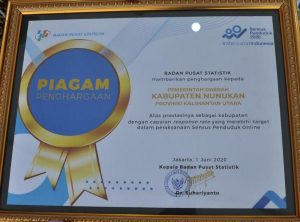 BADAN PUSAT STATISTIK
Sensus
Penduduk
2020
#MencatatIndonesia
PIAGAM
PENGHARGAAN
BADAN PUSAT STATISTIK
memberikan penghargaan kepada
PEMERINTAH DAERAH
KABUPATEN NUNUKAN
PROVINSI KALIMANTAN UTARA
Atas prestasinya sebagai kabupaten
dengan capaian response rate yang melebihi target
dalam pelaksanaan Sensus Penduduk Online
Jakarta, 1 Juni 2020
Kepala Badan Pusat Statistik
Dr. Suhariyanto